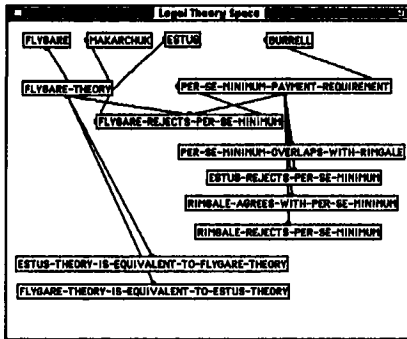 Legal Theory Space
FLYGARE MAKARCHUK ESTUS BURRELL
FLYGARE-THEORY PER-SE-MINIMUM-PAYMENT-REQUIREMENT
FLYGARE-REJECTS-PER-SE-MINIMUM
PER-SE-MINIMUM-OVERLAPS-WITH-RIMGALE
ESTUS-REJECTS-PER-SE-MINIMUM
RIMGALE-AGREES-WITH-PER-SE-MINIMUM
RIMGALE-REJECTS-PER-SE-MINIMUM
ESTUS-THEORY-IS-EQUIVALENT-TO-FLYGARE-THEORY
FLYGARE-THEORY-IS-EQUIVALENT-TO-ESTUS-THEORY